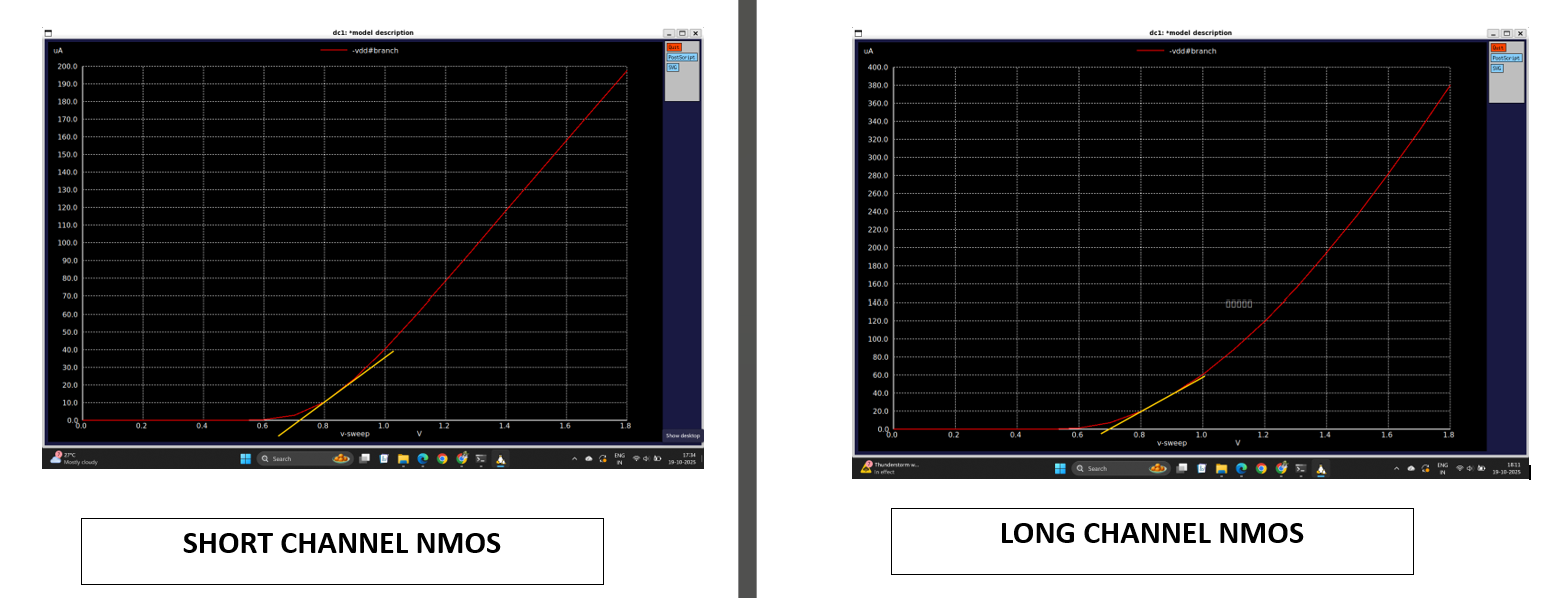 dc1: *model description
uA
-vdd#branch
Quit
PostScript
SVG
200.0
190.0
180.0
170.0
160.0
150.0
140.0
130.0
120.0
110.0
100.0
90.0
80.0
70.0
60.0
50.0
40.0
30.0
20.0
10.0
0.0
0.0 0.2 0.4 0.6 0.8 1.0 1.2 1.4 1.6 1.8
v-sweep V
Show desktop
27°C
Mostly cloudy
Search
ENG
IN
17:34
19-10-2025
SHORT CHANNEL NMOS
dc1: *model description
uA
-vdd#branch
Quit
PostScript
SVG
400.0
380.0
360.0
340.0
320.0
300.0
280.0
260.0
240.0
220.0
200.0
180.0
160.0
140.0
120.0
100.0
80.0
60.0
40.0
20.0
0.0
0.0 0.2 0.4 0.6 0.8 1.0 1.2 1.4 1.6 1.8
v-sweep V
Thunderstorm w...
In effect
Search
ENG
IN
18:11
19-10-2025
LONG CHANNEL NMOS